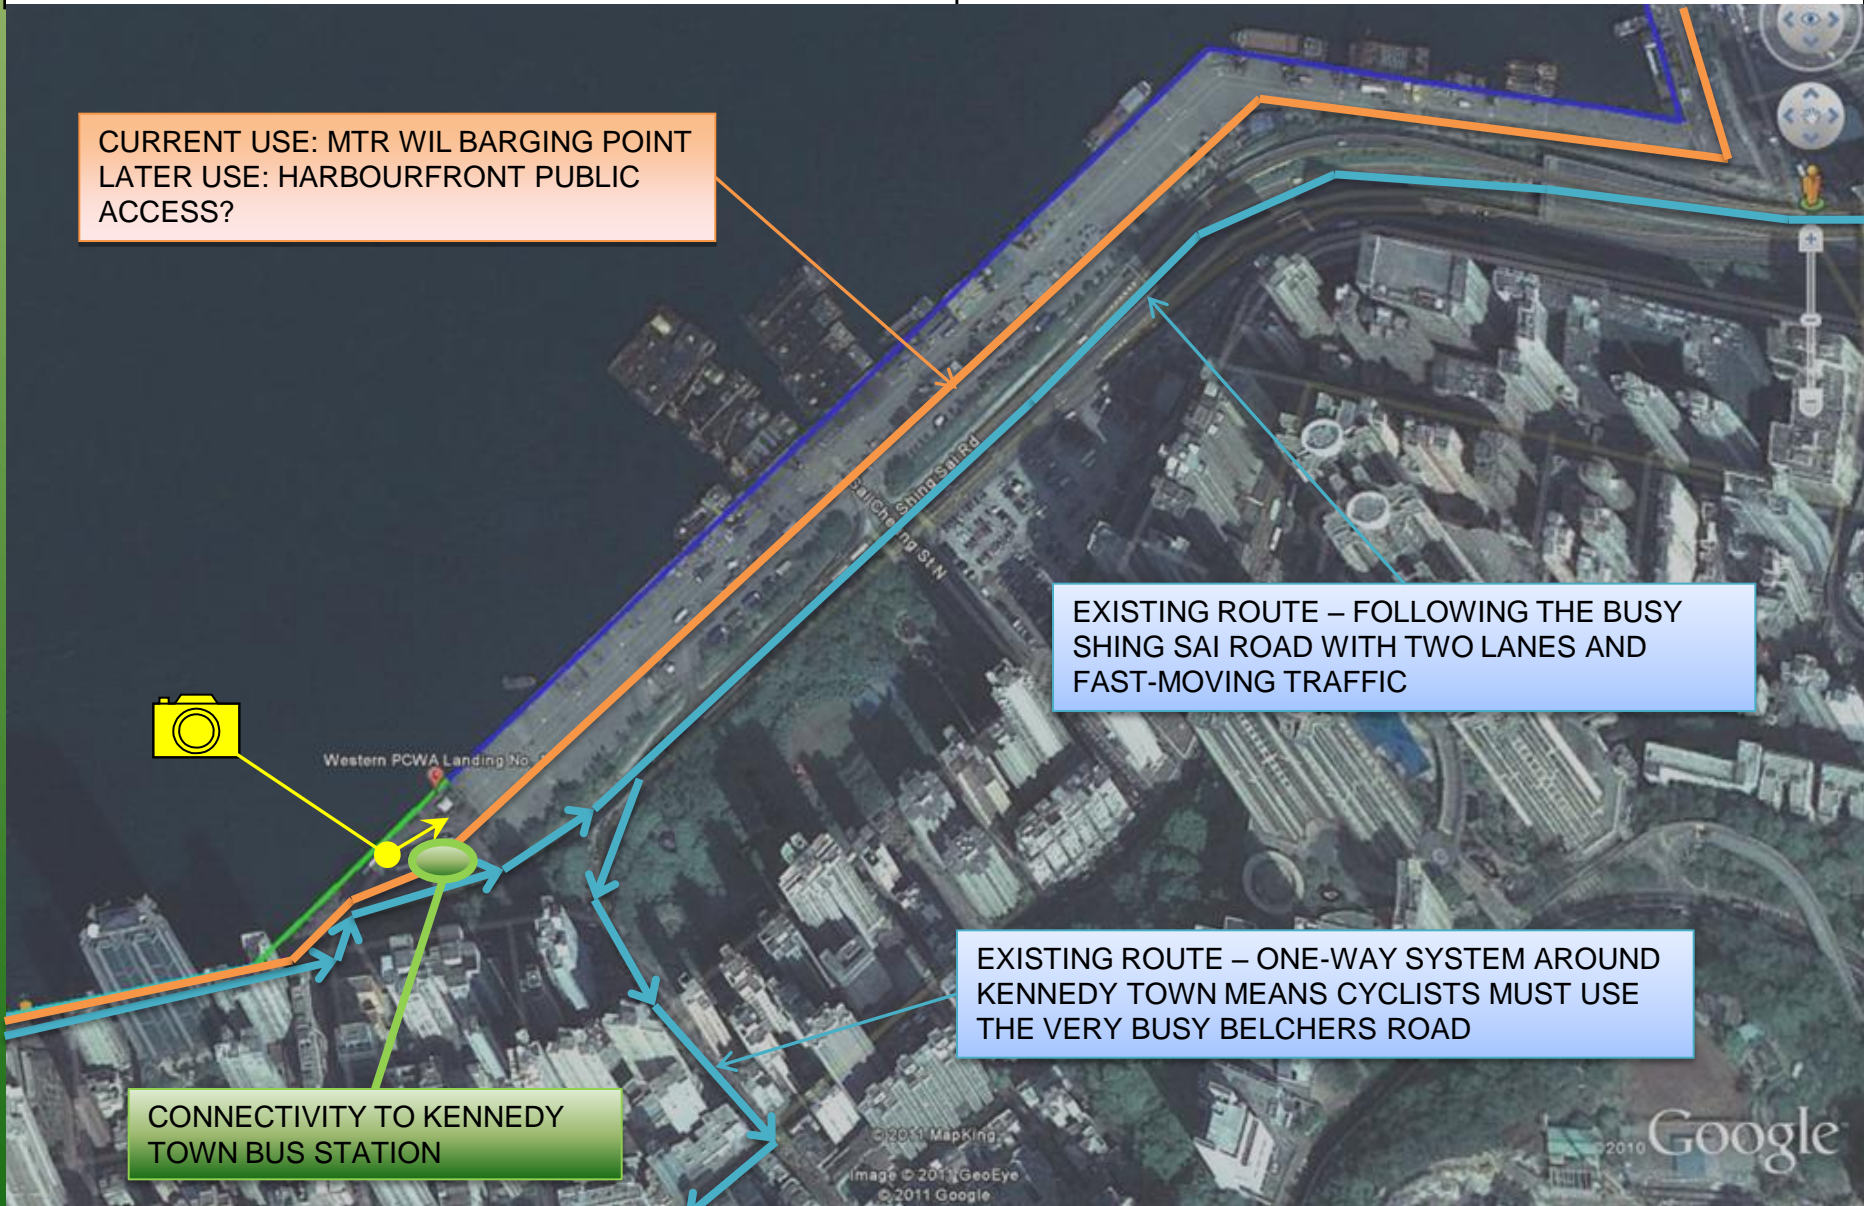 CURRENT USE: MTR WIL BARGING POINT
LATER USE: HARBOURFRONT PUBLIC
ACCESS?
Shing Sai Rd
Sai Cheung St N
EXISTING ROUTE – FOLLOWING THE BUSY
SHING SAI ROAD WITH TWO LANES AND
FAST-MOVING TRAFFIC
Western PCWA Landing No.
EXISTING ROUTE – ONE-WAY SYSTEM AROUND
KENNEDY TOWN MEANS CYCLISTS MUST USE
THE VERY BUSY BELCHERS ROAD
CONNECTIVITY TO KENNEDY
TOWN BUS STATION
© 2011 MapKing
Image © 2011 GeoEye
© 2011 Google
©2010 Google